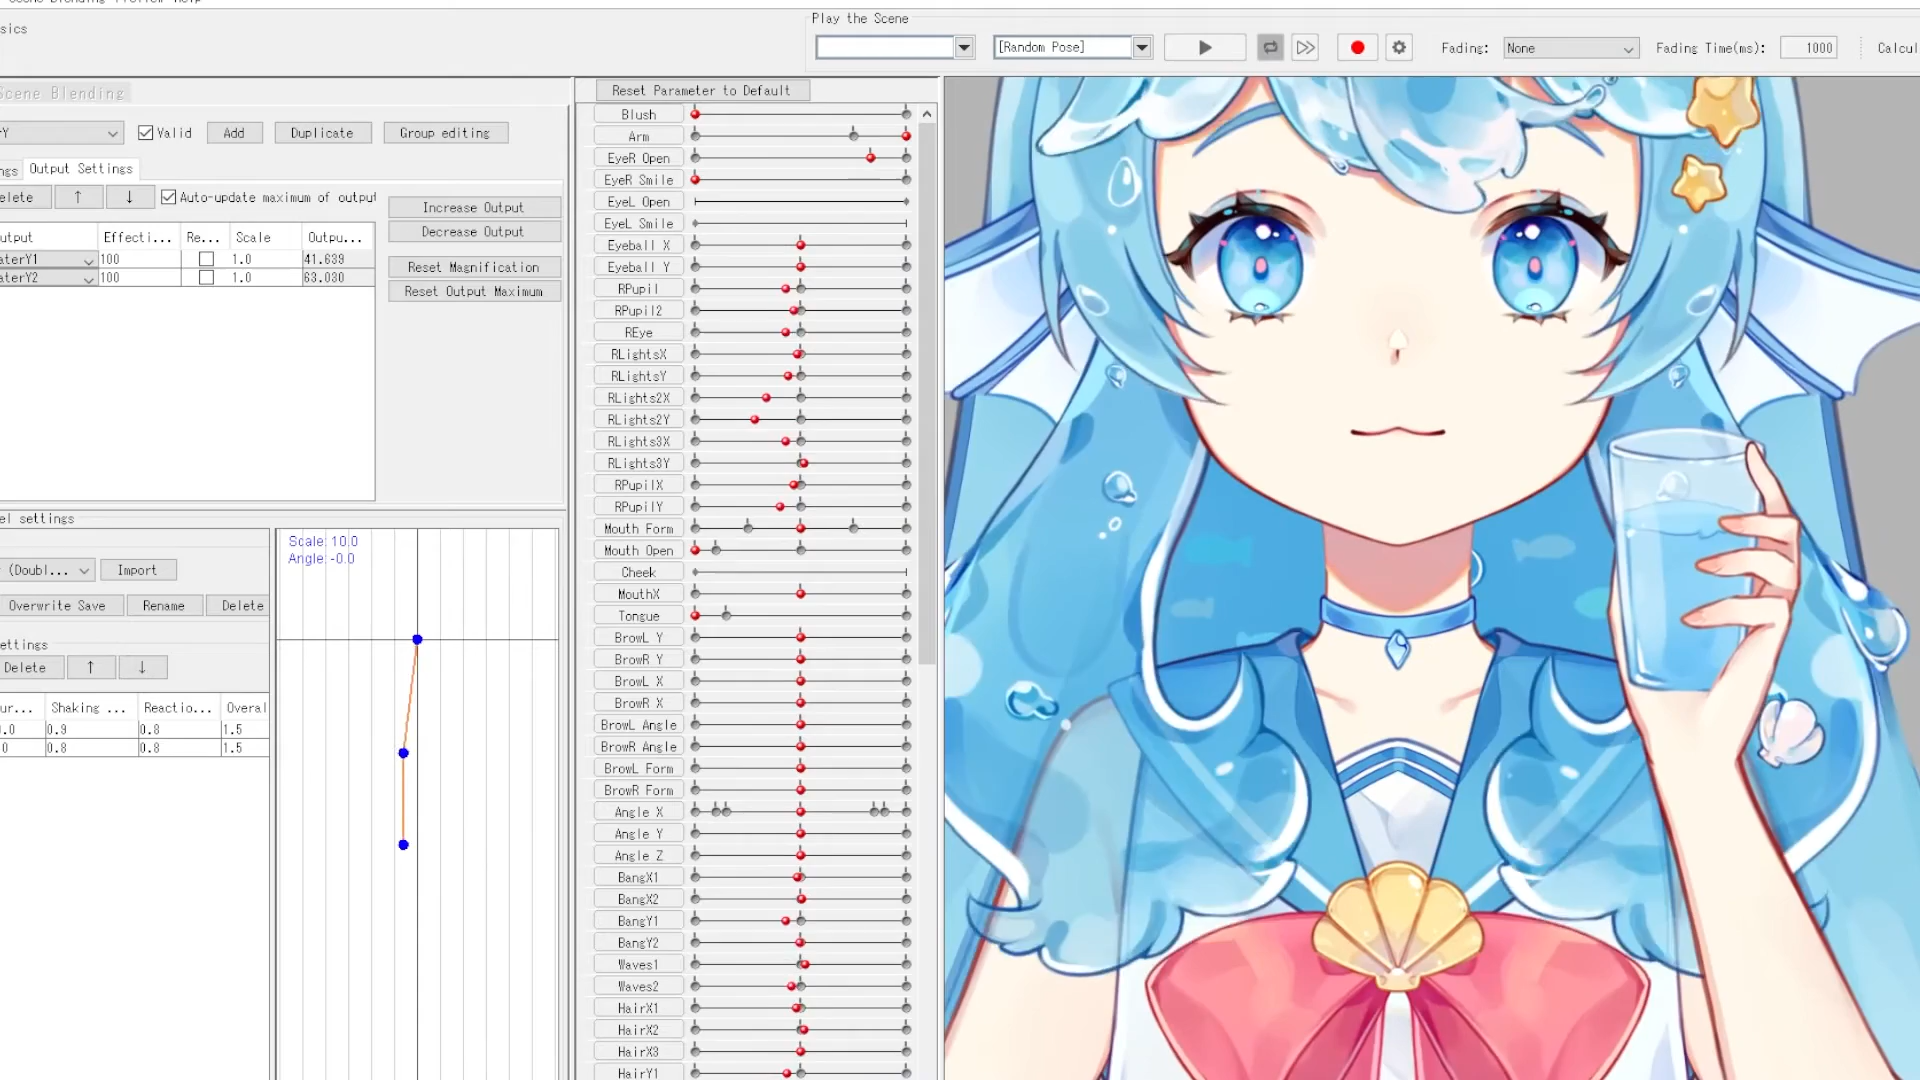 Play the Scene
sics
[Random Pose]
Fading:
None
Fading Time(ms):
1000
Calcul
Scene Blending
Y
Valid
Add
Duplicate
Group editing
ngs
Output Settings
elete
↑
↓
Auto-update maximum of output
Increase Output
Decrease Output
Reset Magnification
Reset Output Maximum
utput
Effecti...
Re...
Scale
Outpu...
aterY1
100
1.0
41.639
aterY2
100
1.0
63.030
el settings
(Doubl...
Import
Overwrite Save
Rename
Delete
ettings
Delete
↑
↓
ur...
Shaking ...
Reactio...
Overal
.0
0.9
0.8
1.5
0
0.8
0.8
1.5
Scale: 10.0
Angle: -0.0
Reset Parameter to Default
Blush
Arm
EyeR Open
EyeR Smile
EyeL Open
EyeL Smile
Eyeball X
Eyeball Y
RPupil
RPupil2
REye
RLightsX
RLightsY
RLights2X
RLights2Y
RLights3X
RLights3Y
RPupilX
RPupilY
Mouth Form
Mouth Open
Cheek
MouthX
Tongue
BrowL Y
BrowR Y
BrowL X
BrowR X
BrowL Angle
BrowR Angle
BrowL Form
BrowR Form
Angle X
Angle Y
Angle Z
BangX1
BangX2
BangY1
BangY2
Waves1
Waves2
HairX1
HairX2
HairX3
HairY1